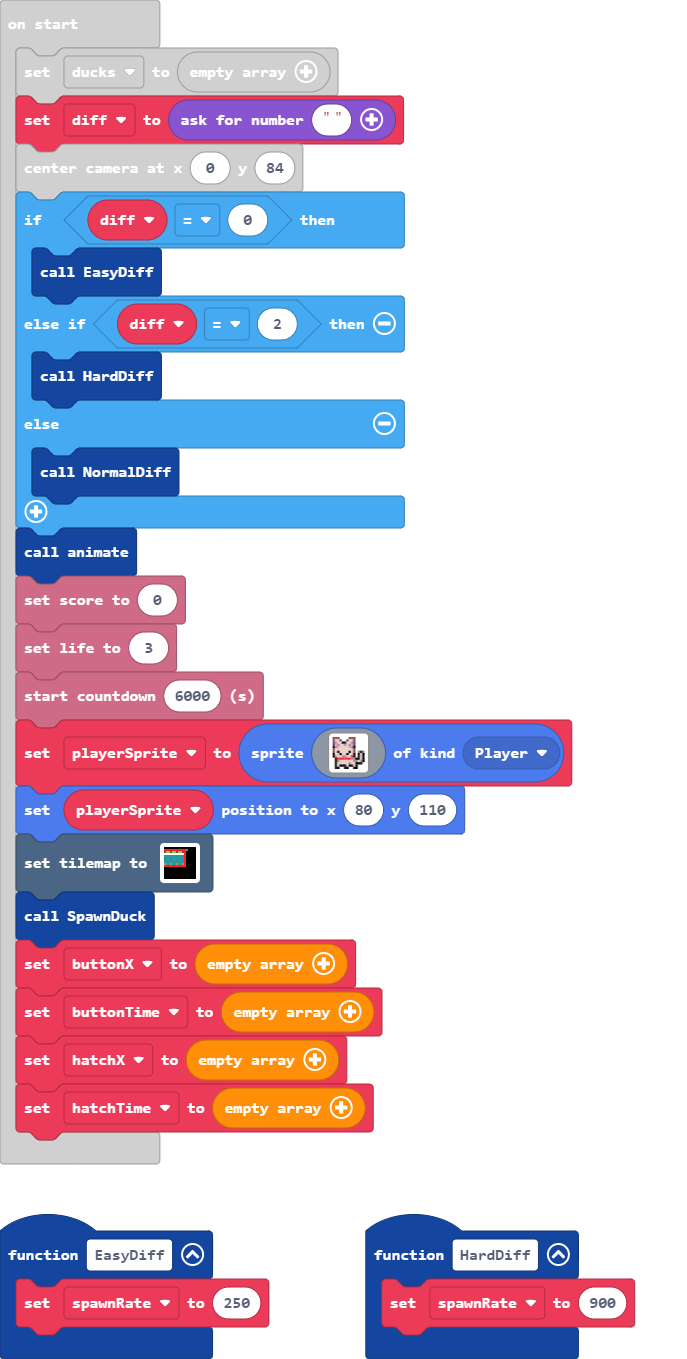 on start
set ducks to empty array
set diff to ask for number " "
center camera at x 0 y 84
if diff = 0 then
call EasyDiff
else if diff = 2 then
call HardDiff
else
call NormalDiff
call animate
set score to 0
set life to 3
start countdown 6000 (s)
set playerSprite to sprite of kind Player
set playerSprite position to x 80 y 110
set tilemap to
call SpawnDuck
set buttonX to empty array
set buttonTime to empty array
set hatchX to empty array
set hatchTime to empty array
function EasyDiff
set spawnRate to 250
function HardDiff
set spawnRate to 900